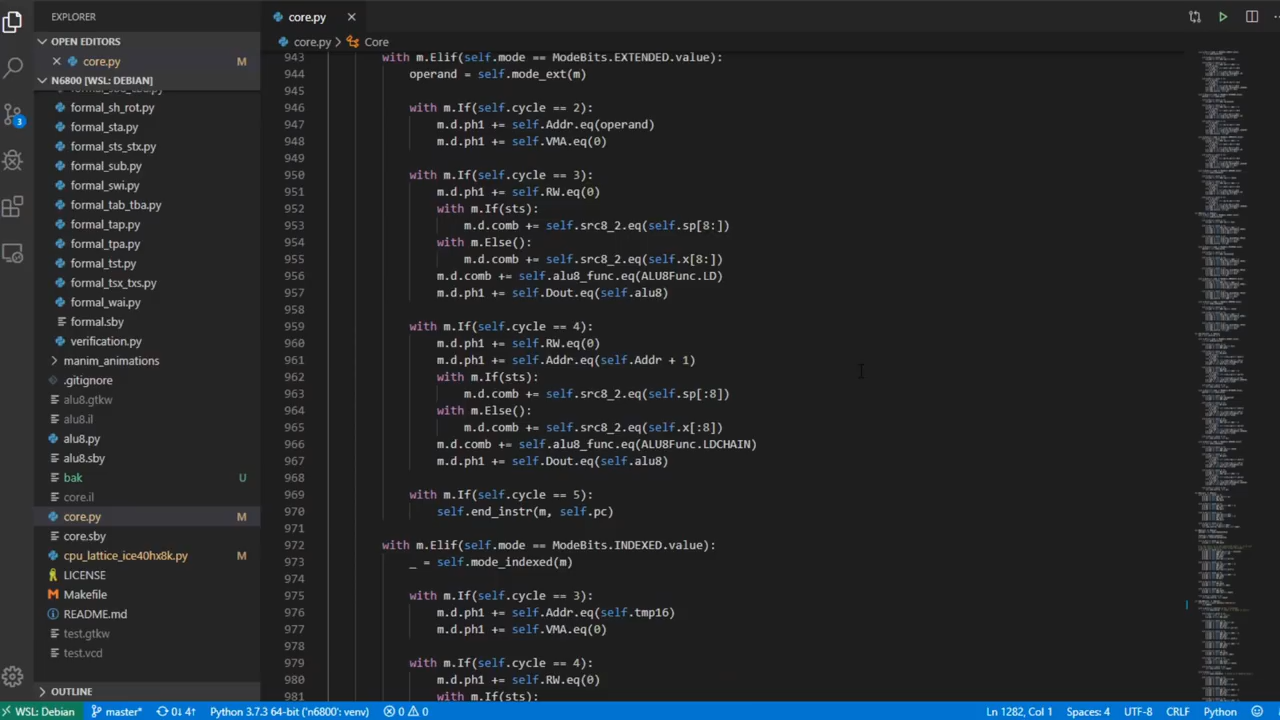 EXPLORER
OPEN EDITORS
core.py M
N6800 [WSL: DEBIAN]
formal_sh_rot.py
formal_sta.py
formal_sts_stx.py
formal_sub.py
formal_swi.py
formal_tab_tba.py
formal_tap.py
formal_tpa.py
formal_tst.py
formal_tsx_txs.py
formal_wai.py
formal.sby
verification.py
manim_animations
.gitignore
alu8.gtkw
alu8.il
alu8.py
alu8.sby
bak U
core.il
core.py M
core.sby
cpu_lattice_ice40hx8k.py M
LICENSE
Makefile
README.md
test.gtkw
test.vcd
OUTLINE
3
core.py
core.py > Core
943 with m.Elif(self.mode == ModeBits.EXTENDED.value):
944 operand = self.mode_ext(m)
945
946 with m.If(self.cycle == 2):
947 m.d.ph1 += self.Addr.eq(operand)
948 m.d.ph1 += self.VMA.eq(0)
949
950 with m.If(self.cycle == 3):
951 m.d.ph1 += self.RW.eq(0)
952 with m.If(sts):
953 m.d.comb += self.src8_2.eq(self.sp[8:])
954 with m.Else():
955 m.d.comb += self.src8_2.eq(self.x[8:])
956 m.d.comb += self.alu8_func.eq(ALU8Func.LD)
957 m.d.ph1 += self.Dout.eq(self.alu8)
958
959 with m.If(self.cycle == 4):
960 m.d.ph1 += self.RW.eq(0)
961 m.d.ph1 += self.Addr.eq(self.Addr + 1)
962 with m.If(sts):
963 m.d.comb += self.src8_2.eq(self.sp[:8])
964 with m.Else():
965 m.d.comb += self.src8_2.eq(self.x[:8])
966 m.d.comb += self.alu8_func.eq(ALU8Func.LDCHAIN)
967 m.d.ph1 += self.Dout.eq(self.alu8)
968
969 with m.If(self.cycle == 5):
970 self.end_instr(m, self.pc)
971
972 with m.Elif(self.mode == ModeBits.INDEXED.value):
973 _ = self.mode_indexed(m)
974
975 with m.If(self.cycle == 3):
976 m.d.ph1 += self.Addr.eq(self.tmp16)
977 m.d.ph1 += self.VMA.eq(0)
978
979 with m.If(self.cycle == 4):
980 m.d.ph1 += self.RW.eq(0)
981 with m.If(sts):
WSL: Debian master* 0↓ 4↑ Python 3.7.3 64-bit ('n6800': venv) 0 0 Ln 1282, Col 1 Spaces: 4 UTF-8 CRLF Python